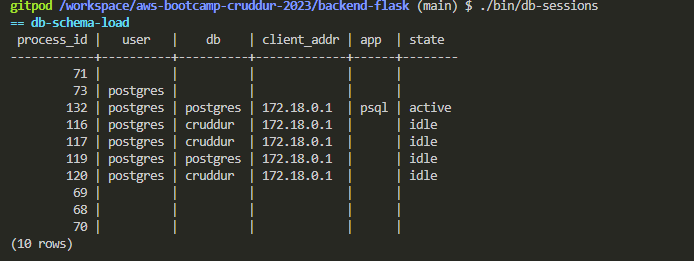 gitpod /workspace/aws-bootcamp-cruddur-2023/backend-flask (main) $ ./bin/db-sessions
== db-schema-load
 process_id |   user   |    db    | client_addr | app  | state
------------+----------+----------+-------------+------+--------
         71 |          |          |             |      |
         73 | postgres |          |             |      |
        132 | postgres | postgres | 172.18.0.1  | psql | active
        116 | postgres | cruddur  | 172.18.0.1  |      | idle
        117 | postgres | cruddur  | 172.18.0.1  |      | idle
        119 | postgres | postgres | 172.18.0.1  |      | idle
        120 | postgres | cruddur  | 172.18.0.1  |      | idle
         69 |          |          |             |      |
         68 |          |          |             |      |
         70 |          |          |             |      |
(10 rows)